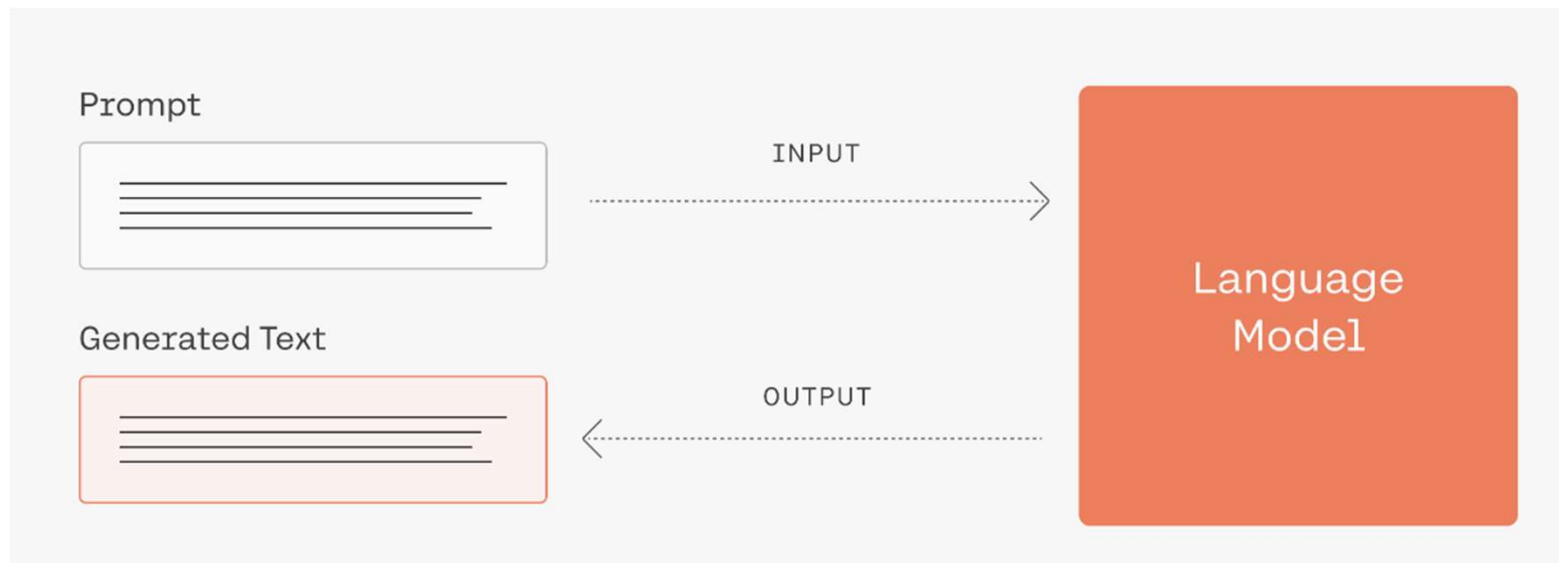 Prompt
INPUT
Language
Model
Generated Text
OUTPUT